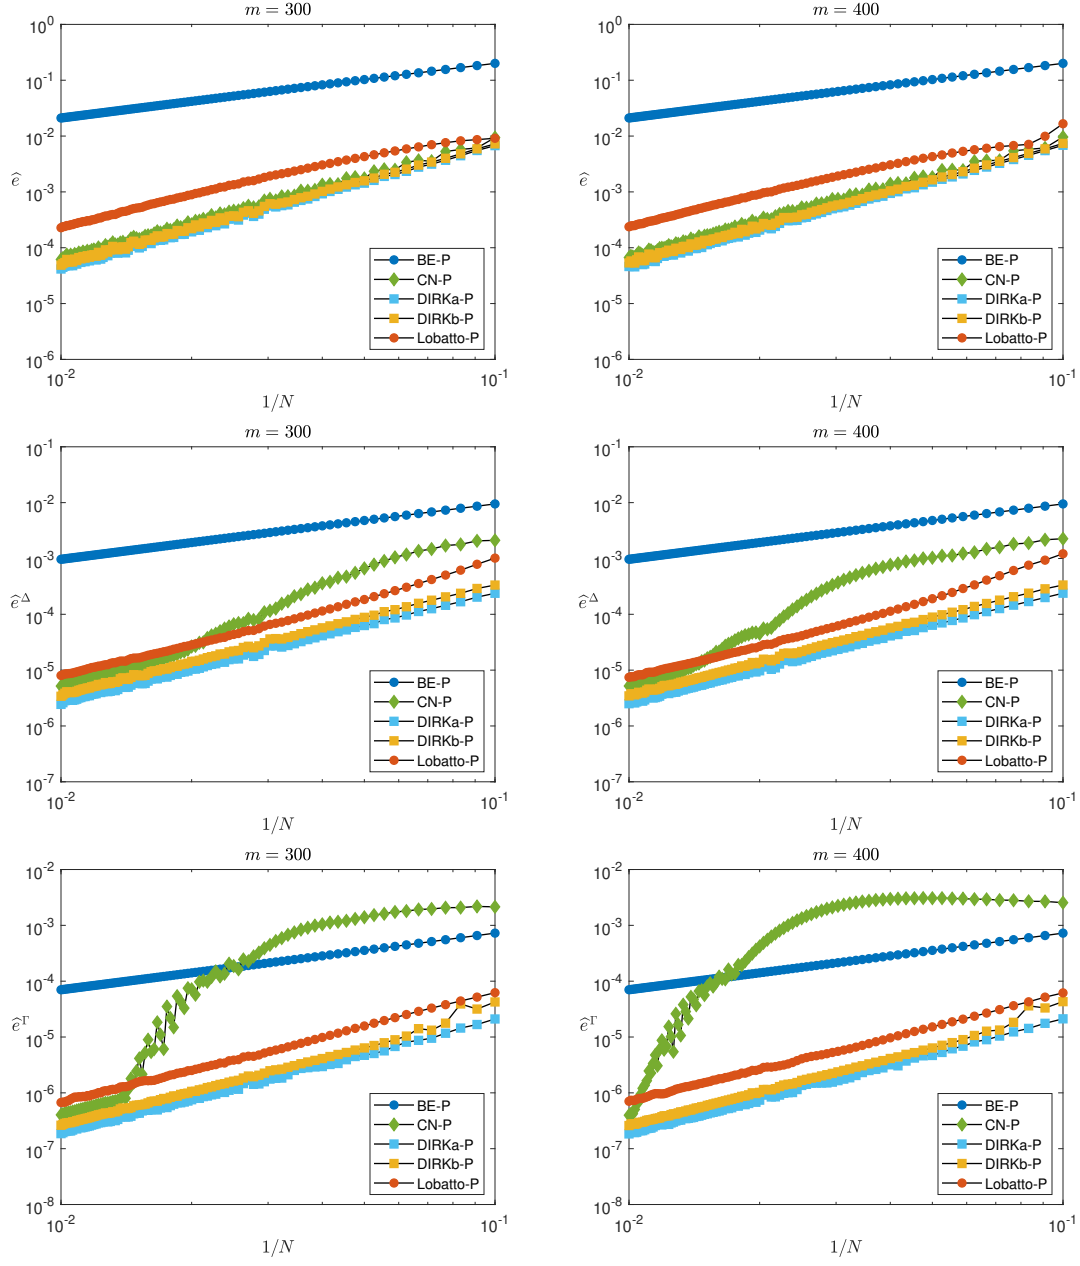 m = 300
10^0
10^-1
10^-2
10^-3
10^-4
10^-5
10^-6
ê
BE-P
CN-P
DIRKa-P
DIRKb-P
Lobatto-P
10^-2
10^-1
1/N
m = 400
10^0
10^-1
10^-2
10^-3
10^-4
10^-5
10^-6
ê
BE-P
CN-P
DIRKa-P
DIRKb-P
Lobatto-P
10^-2
10^-1
1/N
m = 300
10^-1
10^-2
10^-3
10^-4
10^-5
10^-6
10^-7
ê^Δ
BE-P
CN-P
DIRKa-P
DIRKb-P
Lobatto-P
10^-2
10^-1
1/N
m = 400
10^-1
10^-2
10^-3
10^-4
10^-5
10^-6
10^-7
ê^Δ
BE-P
CN-P
DIRKa-P
DIRKb-P
Lobatto-P
10^-2
10^-1
1/N
m = 300
10^-2
10^-3
10^-4
10^-5
10^-6
10^-7
10^-8
ê^Γ
BE-P
CN-P
DIRKa-P
DIRKb-P
Lobatto-P
10^-2
10^-1
1/N
m = 400
10^-2
10^-3
10^-4
10^-5
10^-6
10^-7
10^-8
ê^Γ
BE-P
CN-P
DIRKa-P
DIRKb-P
Lobatto-P
10^-2
10^-1
1/N